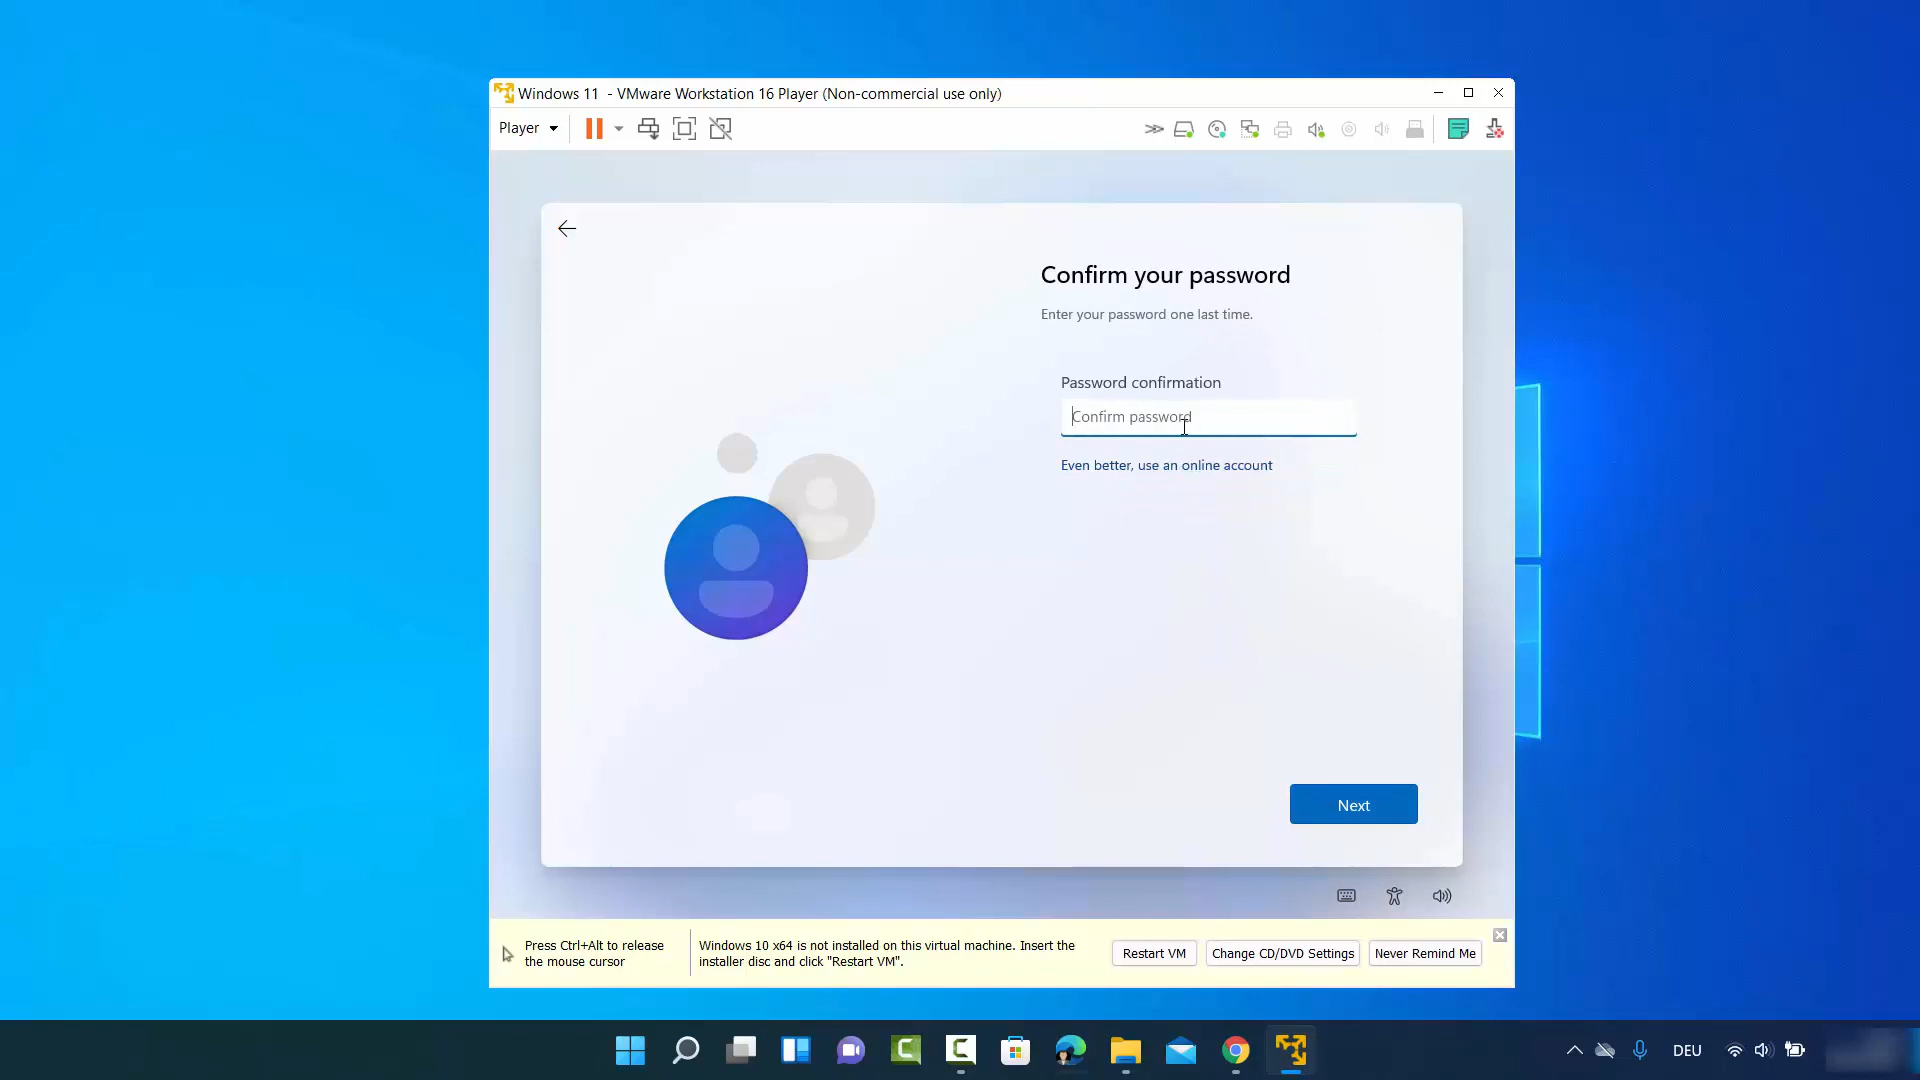 Windows 11 - VMware Workstation 16 Player (Non-commercial use only)
Player
Confirm your password
Enter your password one last time.
Password confirmation
Confirm password
Even better, use an online account
Next
Press Ctrl+Alt to release
the mouse cursor
Windows 10 x64 is not installed on this virtual machine. Insert the
installer disc and click "Restart VM".
Restart VM
Change CD/DVD Settings
Never Remind Me
DEU